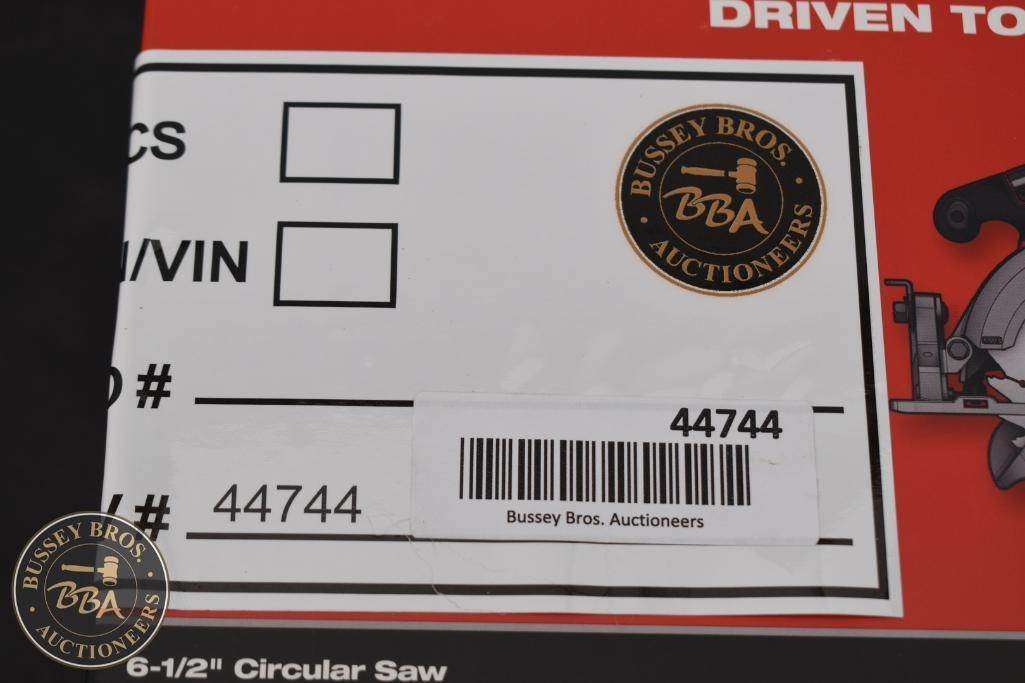 DRIVEN TO
CS
BUSSEY BROS.
BBA
AUCTIONEERS
/VIN
#
44744
# 44744
Bussey Bros. Auctioneers
BUSSEY BROS.
BBA
AUCTIONEERS
6-1/2" Circular Saw